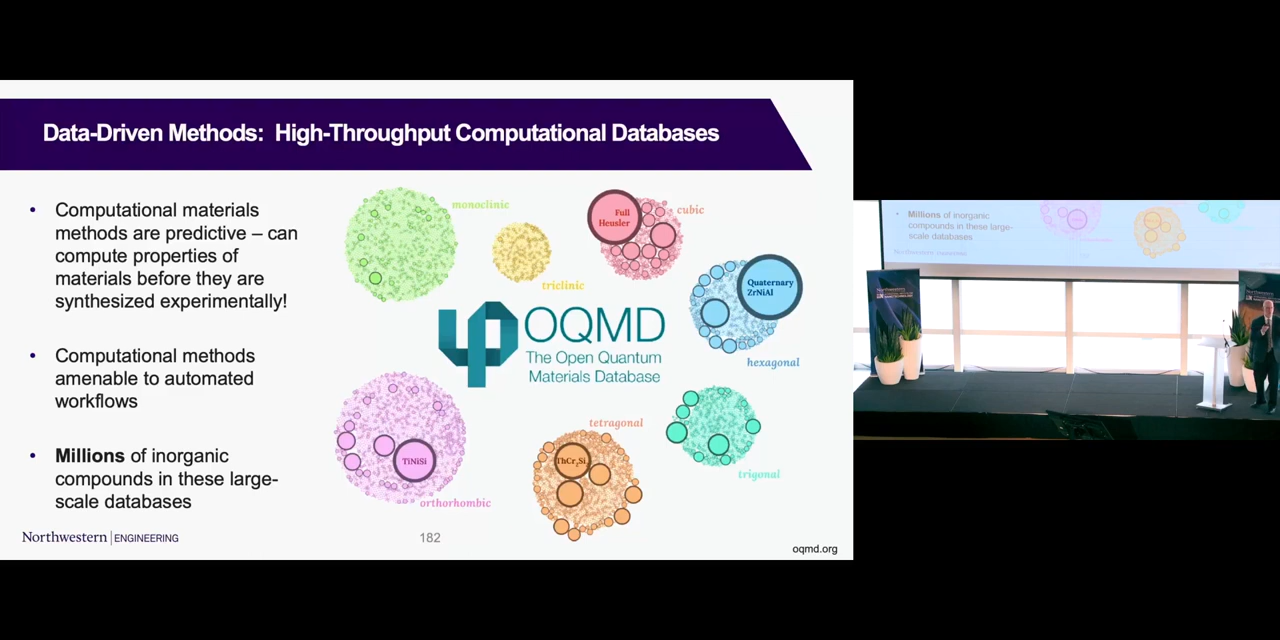 Data-Driven Methods: High-Throughput Computational Databases
• Computational materials
methods are predictive – can
compute properties of
materials before they are
synthesized experimentally!
• Computational methods
amenable to automated
workflows
• Millions of inorganic
compounds in these large-
scale databases
monoclinic
triclinic
Full
Heusler
cubic
Quaternary
ZrNiAl
hexagonal
OQMD
The Open Quantum
Materials Database
TiNiSi
orthorhombic
tetragonal
ThCr2Si2
trigonal
Northwestern | ENGINEERING
182
oqmd.org
• Millions of inorganic
compounds in these large-
scale databases